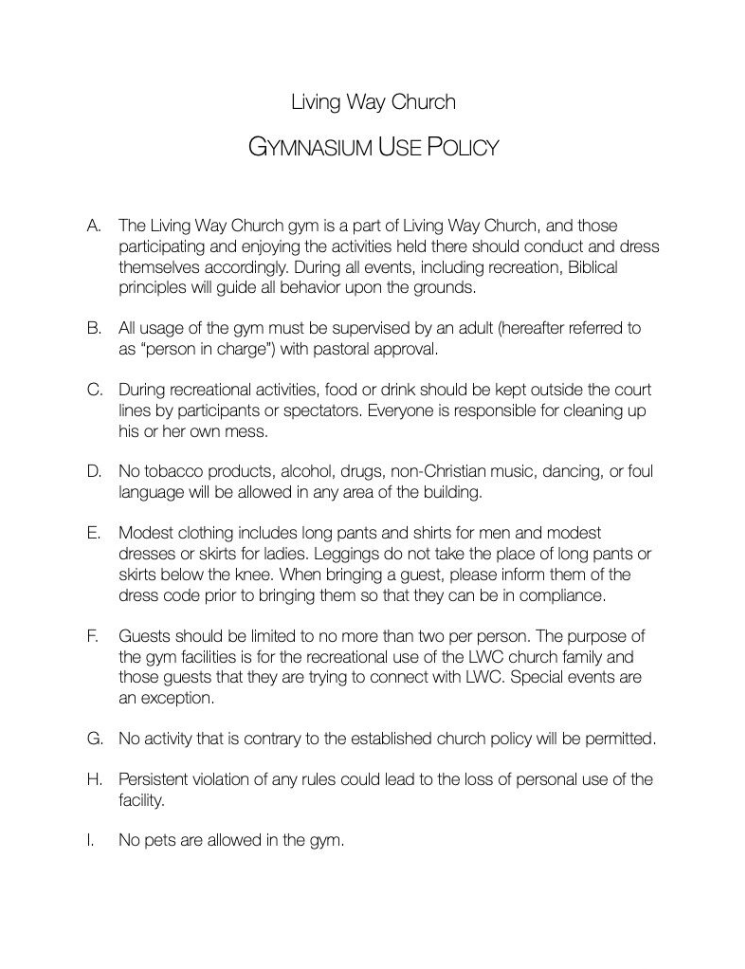 Living Way Church
GYMNASIUM USE POLICY
A. The Living Way Church gym is a part of Living Way Church, and those
participating and enjoying the activities held there should conduct and dress
themselves accordingly. During all events, including recreation, Biblical
principles will guide all behavior upon the grounds.
B. All usage of the gym must be supervised by an adult (hereafter referred to
as “person in charge”) with pastoral approval.
C. During recreational activities, food or drink should be kept outside the court
lines by participants or spectators. Everyone is responsible for cleaning up
his or her own mess.
D. No tobacco products, alcohol, drugs, non-Christian music, dancing, or foul
language will be allowed in any area of the building.
E. Modest clothing includes long pants and shirts for men and modest
dresses or skirts for ladies. Leggings do not take the place of long pants or
skirts below the knee. When bringing a guest, please inform them of the
dress code prior to bringing them so that they can be in compliance.
F. Guests should be limited to no more than two per person. The purpose of
the gym facilities is for the recreational use of the LWC church family and
those guests that they are trying to connect with LWC. Special events are
an exception.
G. No activity that is contrary to the established church policy will be permitted.
H. Persistent violation of any rules could lead to the loss of personal use of the
facility.
I. No pets are allowed in the gym.